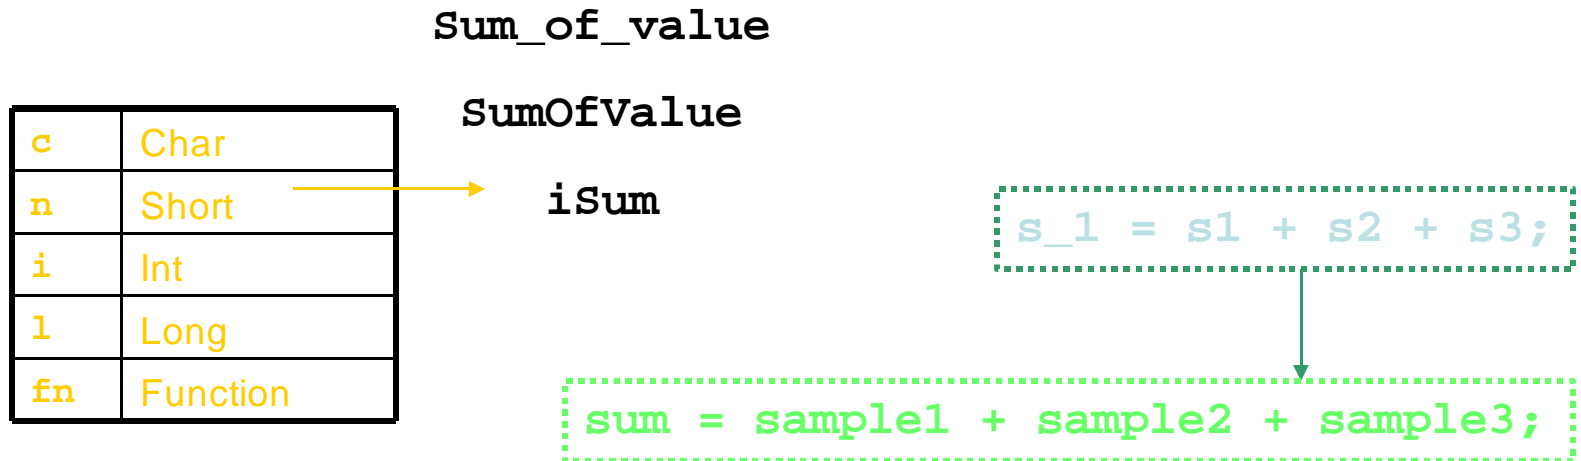 Sum_of_value
SumOfValue
iSum
c Char
n Short
i Int
l Long
fn Function
s_1 = s1 + s2 + s3;
sum = sample1 + sample2 + sample3;